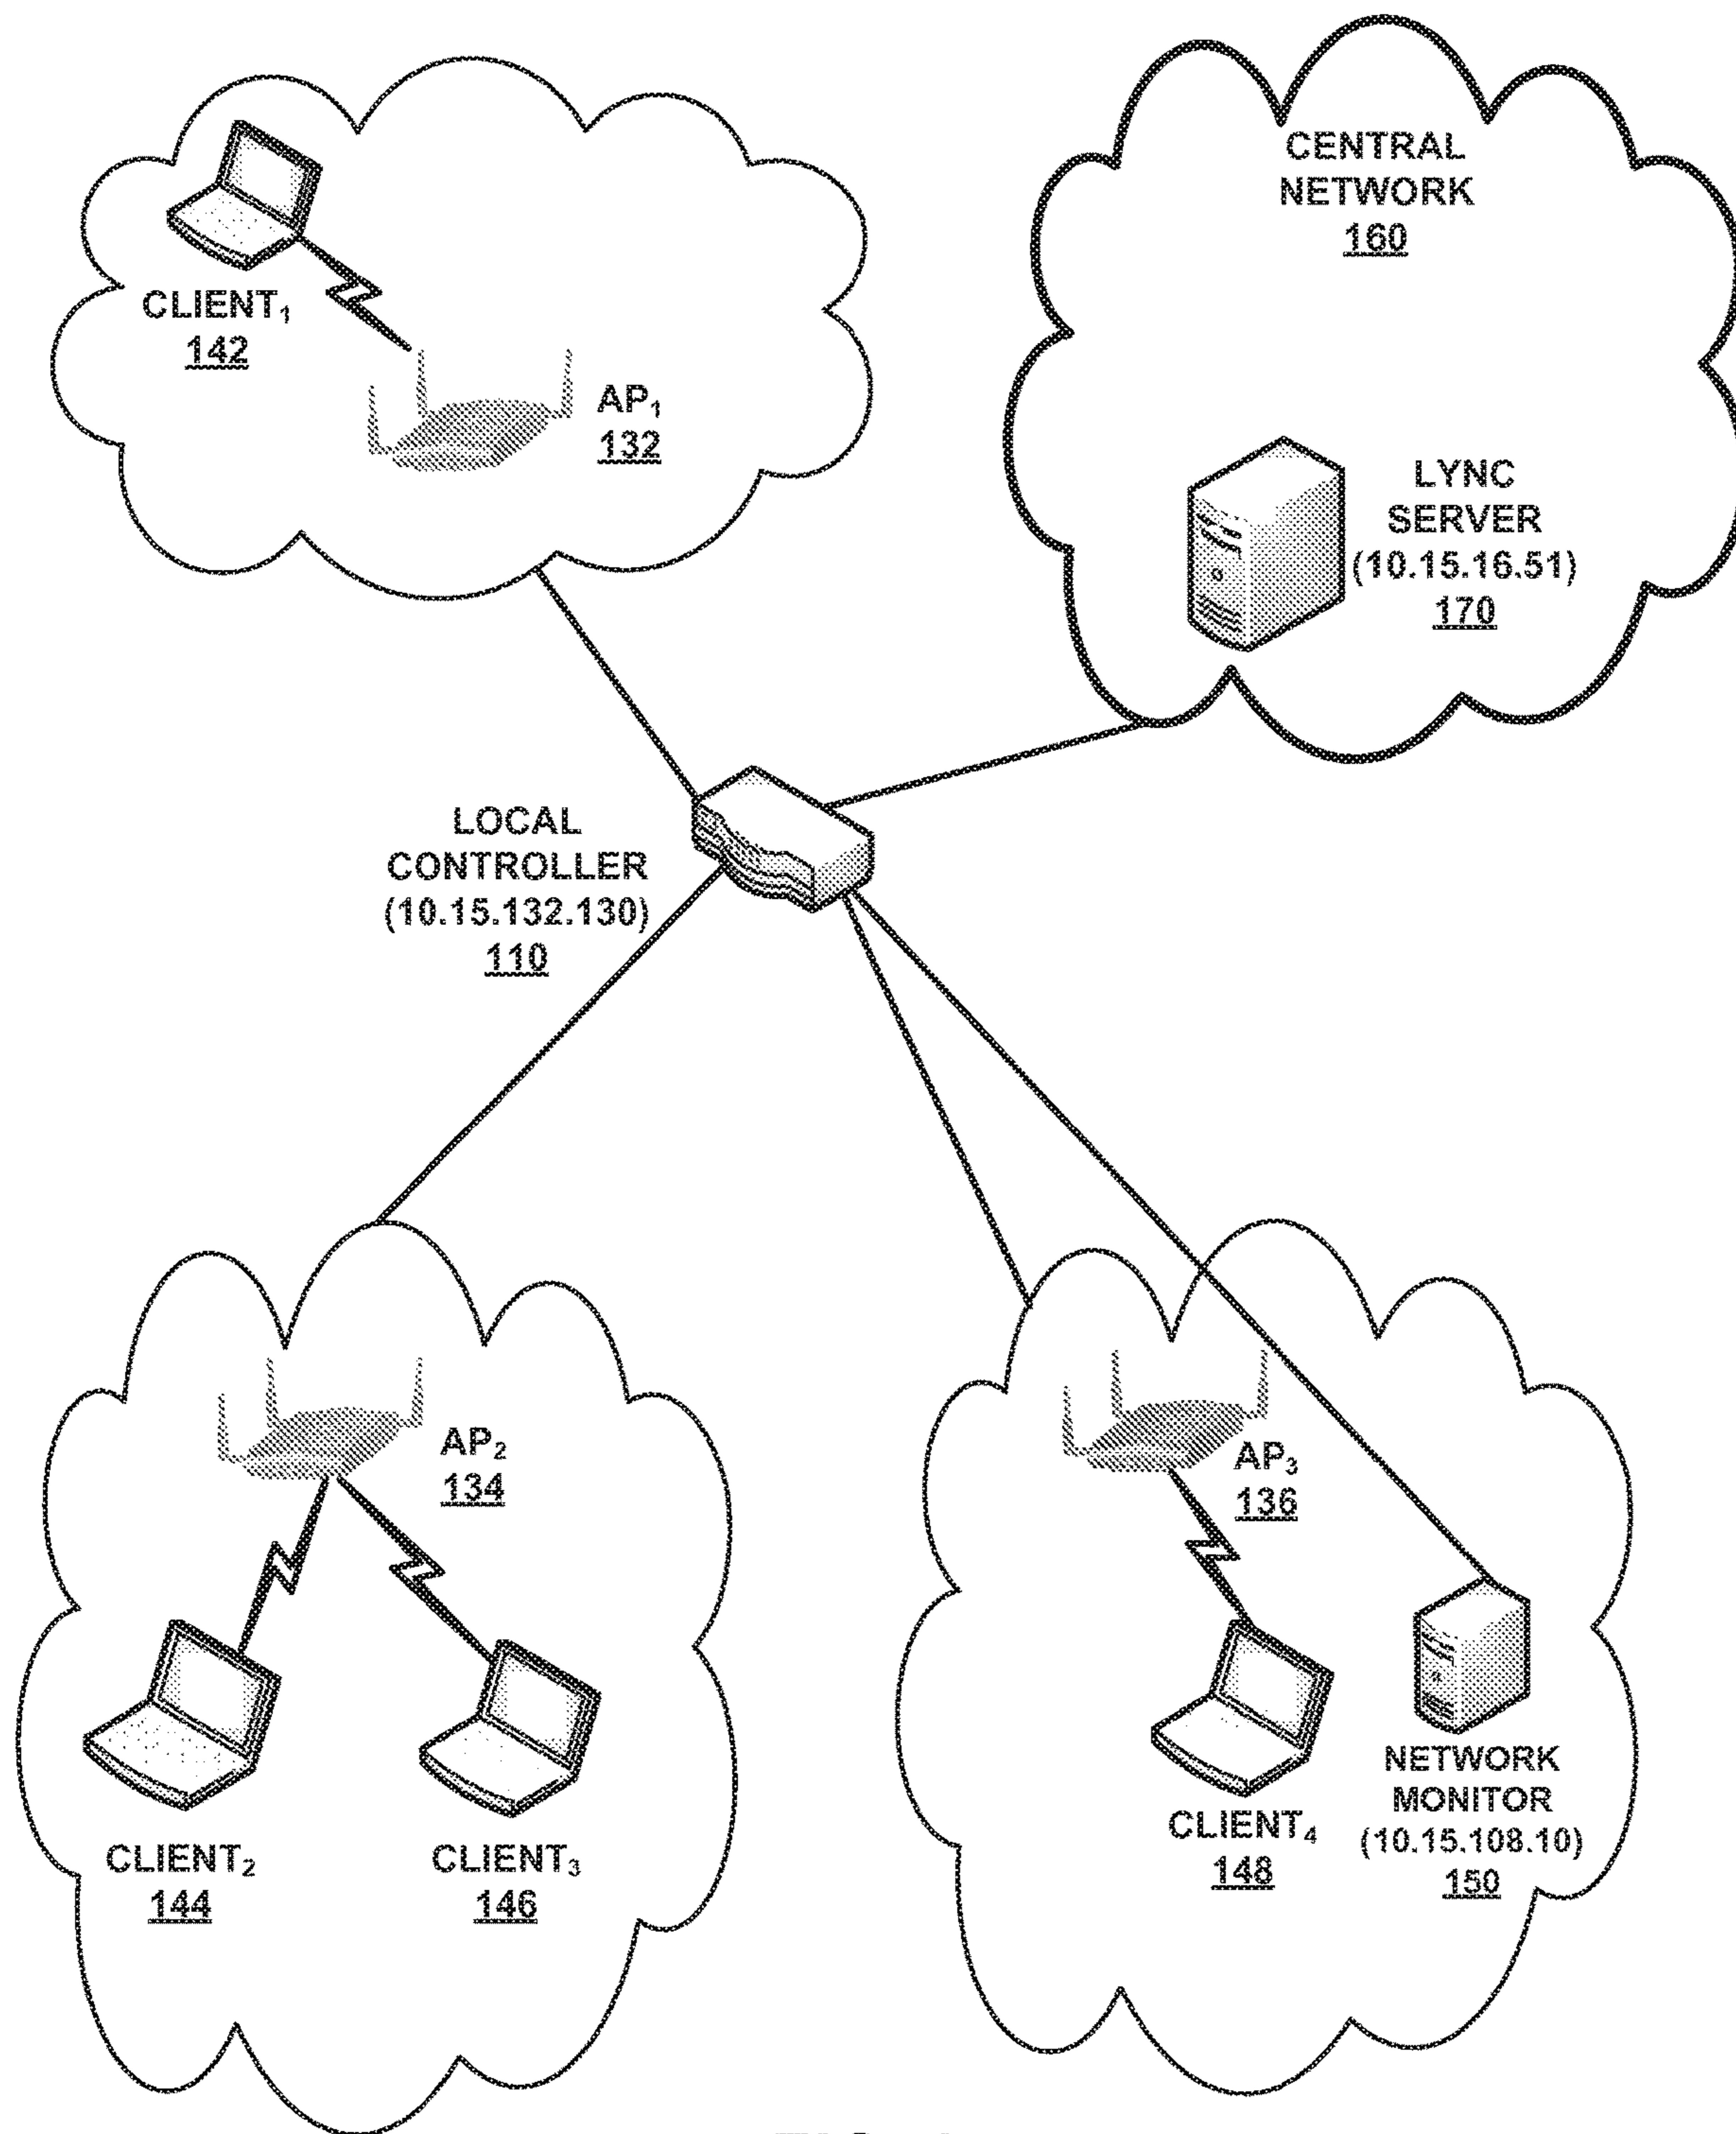 CENTRAL
NETWORK
160
CLIENT₁
142
AP₁
132
LYNC
SERVER
(10.15.16.51)
170
LOCAL
CONTROLLER
(10.15.132.130)
110
AP₂
134
AP₃
136
CLIENT₂
144
CLIENT₃
146
CLIENT₄
148
NETWORK
MONITOR
(10.15.108.10)
150